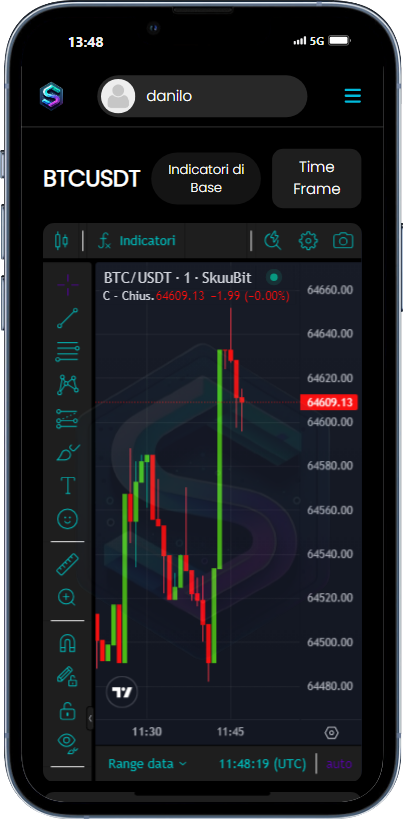 13:48
5G
danilo
BTCUSDT
Indicatori di
Base
Time
Frame
Indicatori
BTC/USDT · 1 · SkuuBit
C - Chius.64609.13 −1.99 (−0.00%)
64660.00
64640.00
64620.00
64609.13
64600.00
64580.00
64560.00
64540.00
64520.00
64500.00
64480.00
11:30
11:45
Range data
11:48:19 (UTC)
auto